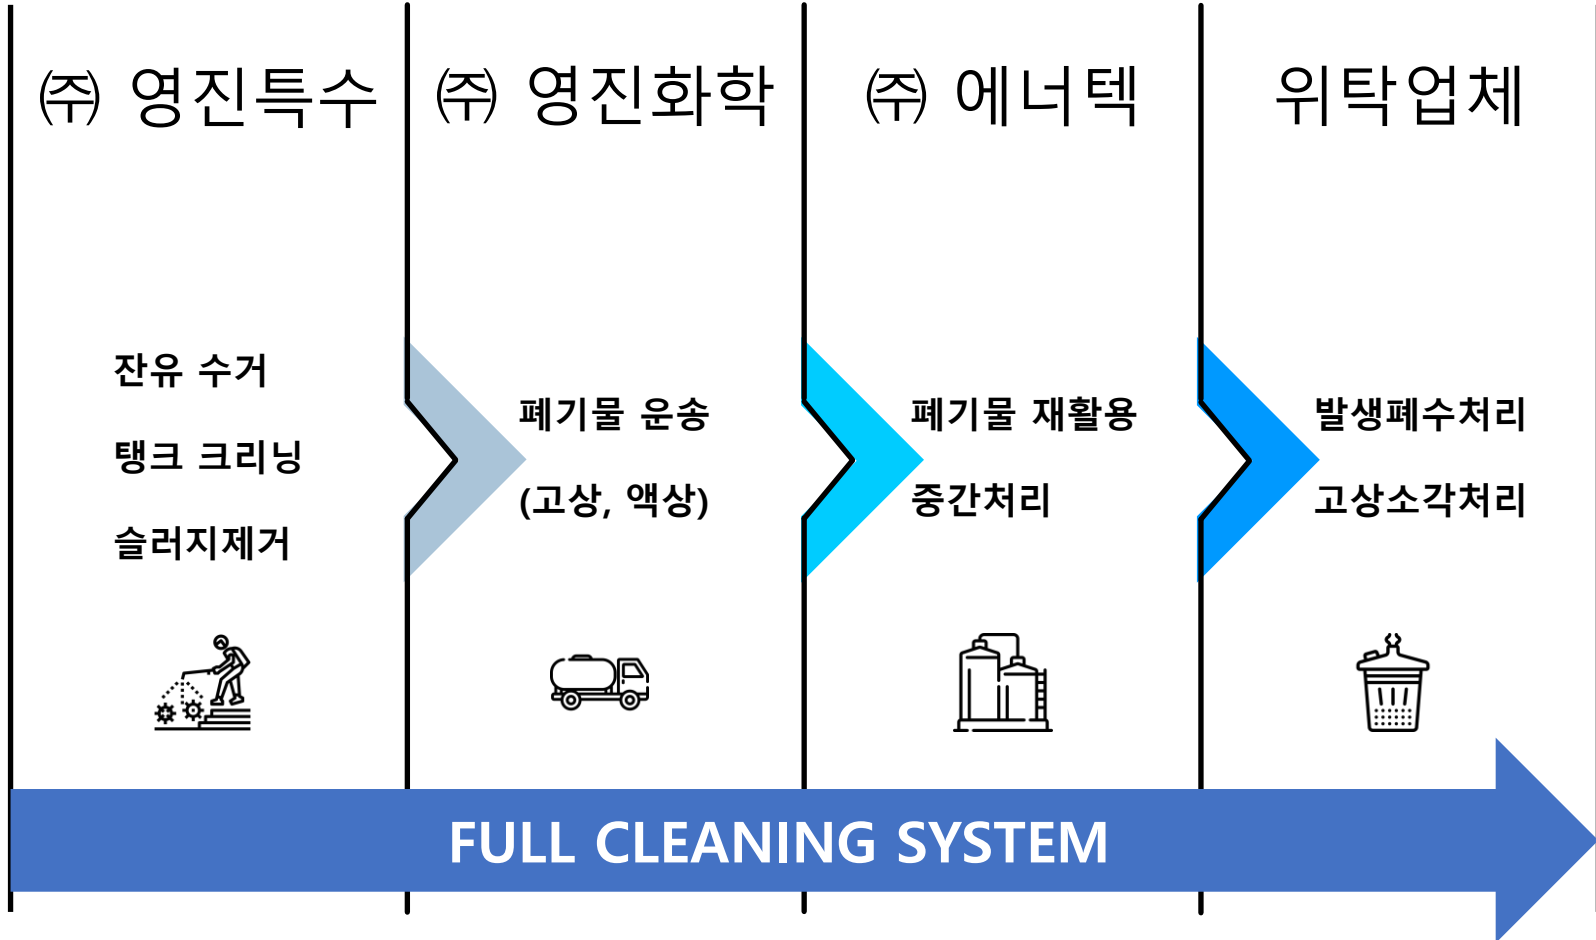 ㈜ 영진특수
잔유 수거
탱크 크리닝
슬러지제거
㈜ 영진화학
폐기물 운송
(고상, 액상)
㈜ 에너텍
폐기물 재활용
중간처리
위탁업체
발생폐수처리
고상소각처리
FULL CLEANING SYSTEM